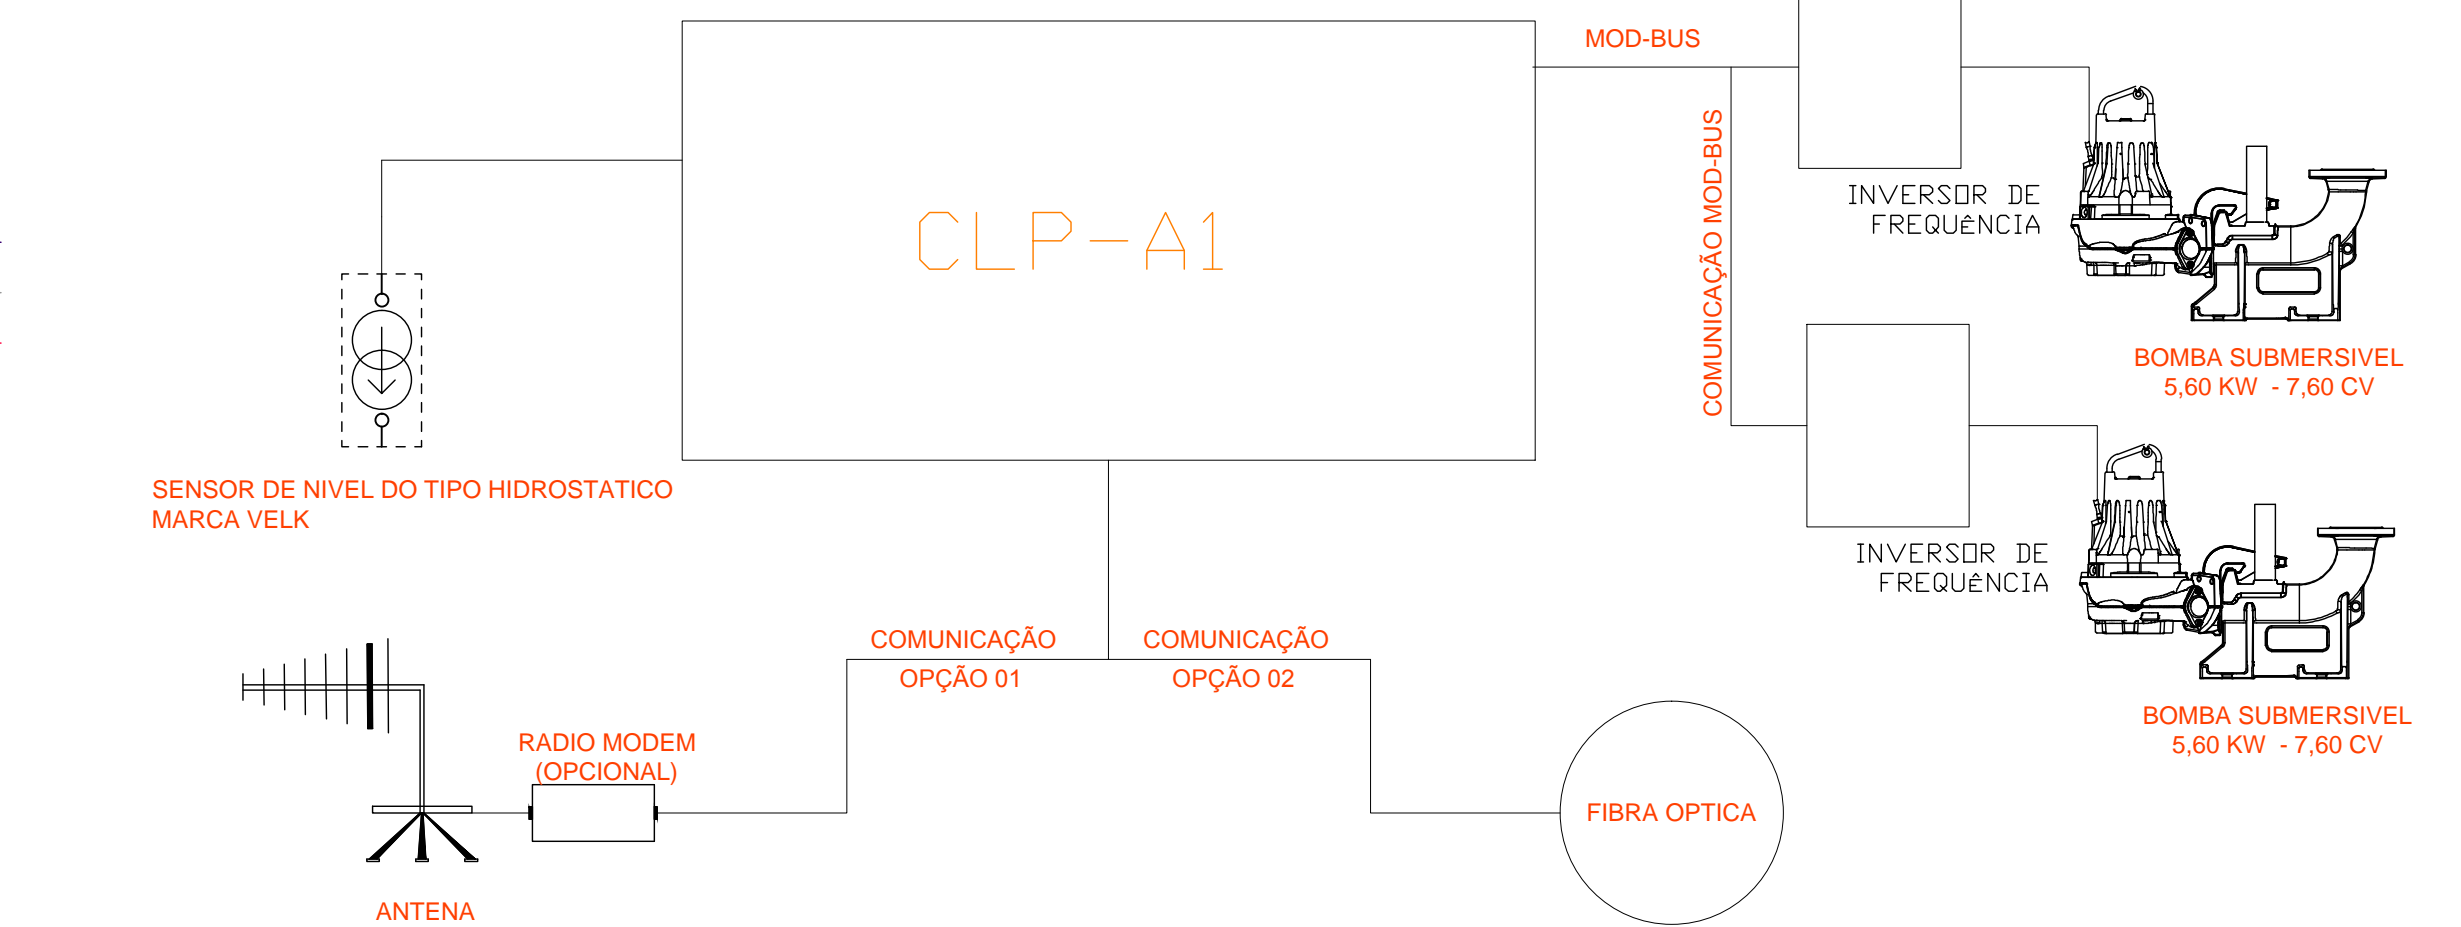 MOD-BUS
CLP-A1
COMUNICAÇÃO MOD-BUS
INVERSOR DE
FREQUêNCIA
BOMBA SUBMERSIVEL
5,60 KW - 7,60 CV
SENSOR DE NIVEL DO TIPO HIDROSTATICO
MARCA VELK
INVERSOR DE
FREQUêNCIA
BOMBA SUBMERSIVEL
5,60 KW - 7,60 CV
COMUNICAÇÃO
OPÇÃO 01
COMUNICAÇÃO
OPÇÃO 02
RADIO MODEM
(OPCIONAL)
FIBRA OPTICA
ANTENA